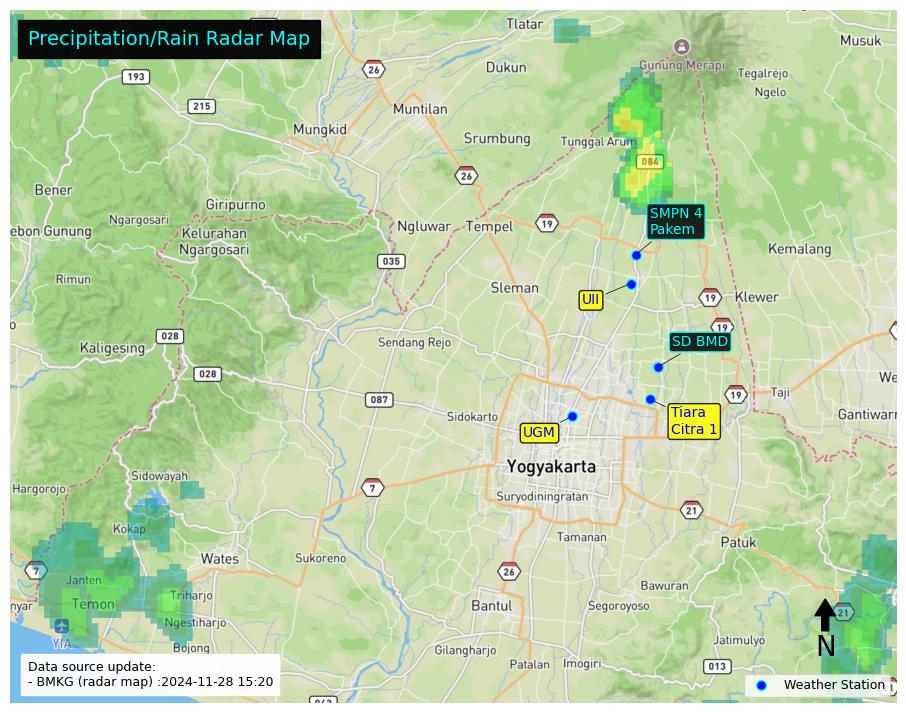 Precipitation/Rain Radar Map
Tlatar
Musuk
26
Gunung Merapi
193
Dukun
Tegalrejo
Ngelo
215
Muntilan
Mungkid
Srumbung
Tunggal Arum
084
26
Bener
Giripurno
SMPN 4
Pakem
Ngargosari
ebon Gunung
Kelurahan
Ngargosari
Ngluwar
Tempel
19
Kemalang
035
Rimun
Sleman
UII
19
Klewer
19
028
Kaligesing
Sendang Rejo
SD BMD
028
We
087
19
Taji
Sidokarto
Tiara
Citra 1
Gantiwarn
UGM
Yogyakarta
Sidowayah
Hargorojo
7
Suryodiningratan
21
Kokap
Tamanan
Patuk
Wates
Sukoreno
7
Janten
26
Bawuran
nyar
Temon
Triharjo
Bantul
Segoroyoso
21
Ngestiharjo
YIA
Bojong
Gilangharjo
Jatimulyo
N
Patalan
Imogiri
013
Data source update:
- BMKG (radar map) :2024-11-28 15:20
Weather Station